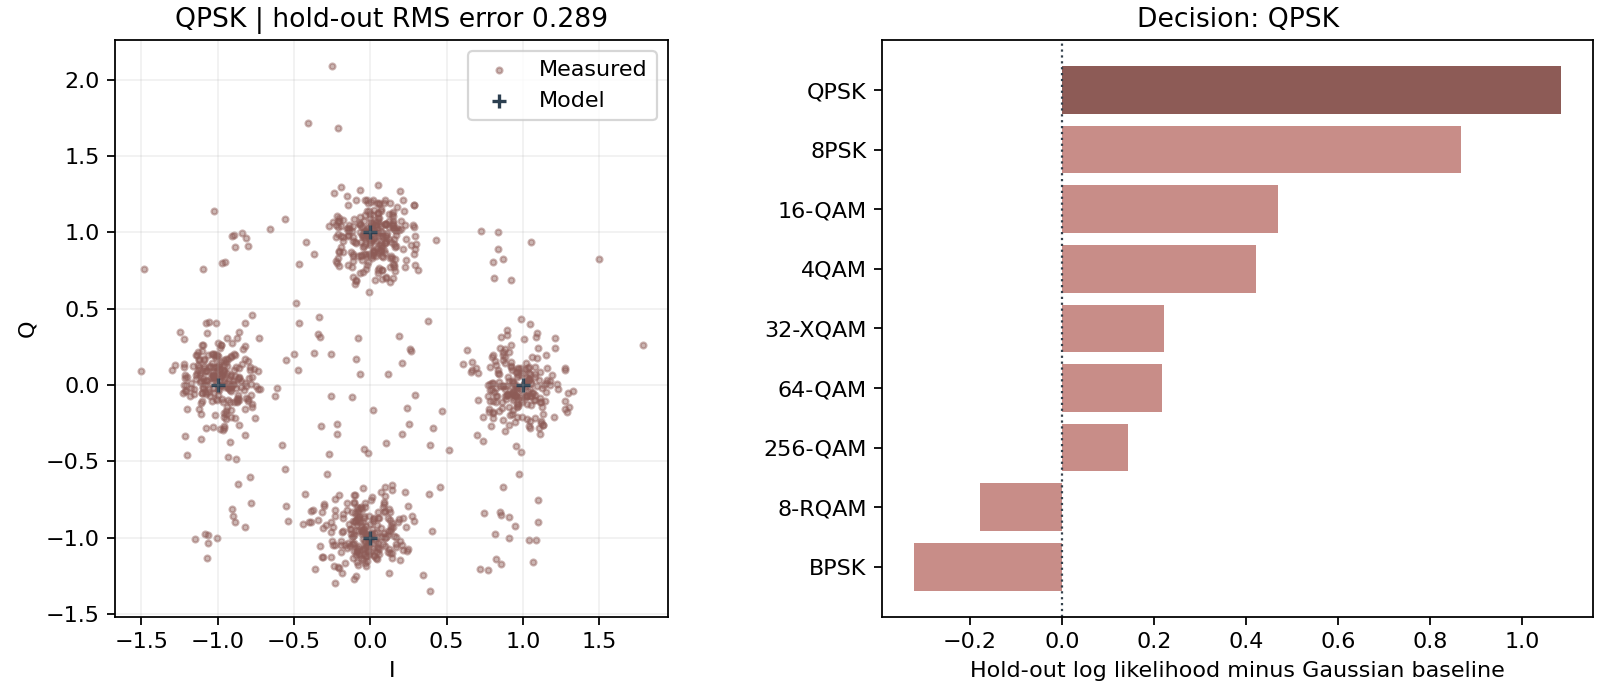 QPSK | hold-out RMS error 0.289
Measured
Model
2.0
1.5
1.0
0.5
0.0
−0.5
−1.0
−1.5
Q
−1.5
−1.0
−0.5
0.0
0.5
1.0
1.5
I
Decision: QPSK
QPSK
8PSK
16-QAM
4QAM
32-XQAM
64-QAM
256-QAM
8-RQAM
BPSK
−0.2
0.0
0.2
0.4
0.6
0.8
1.0
Hold-out log likelihood minus Gaussian baseline